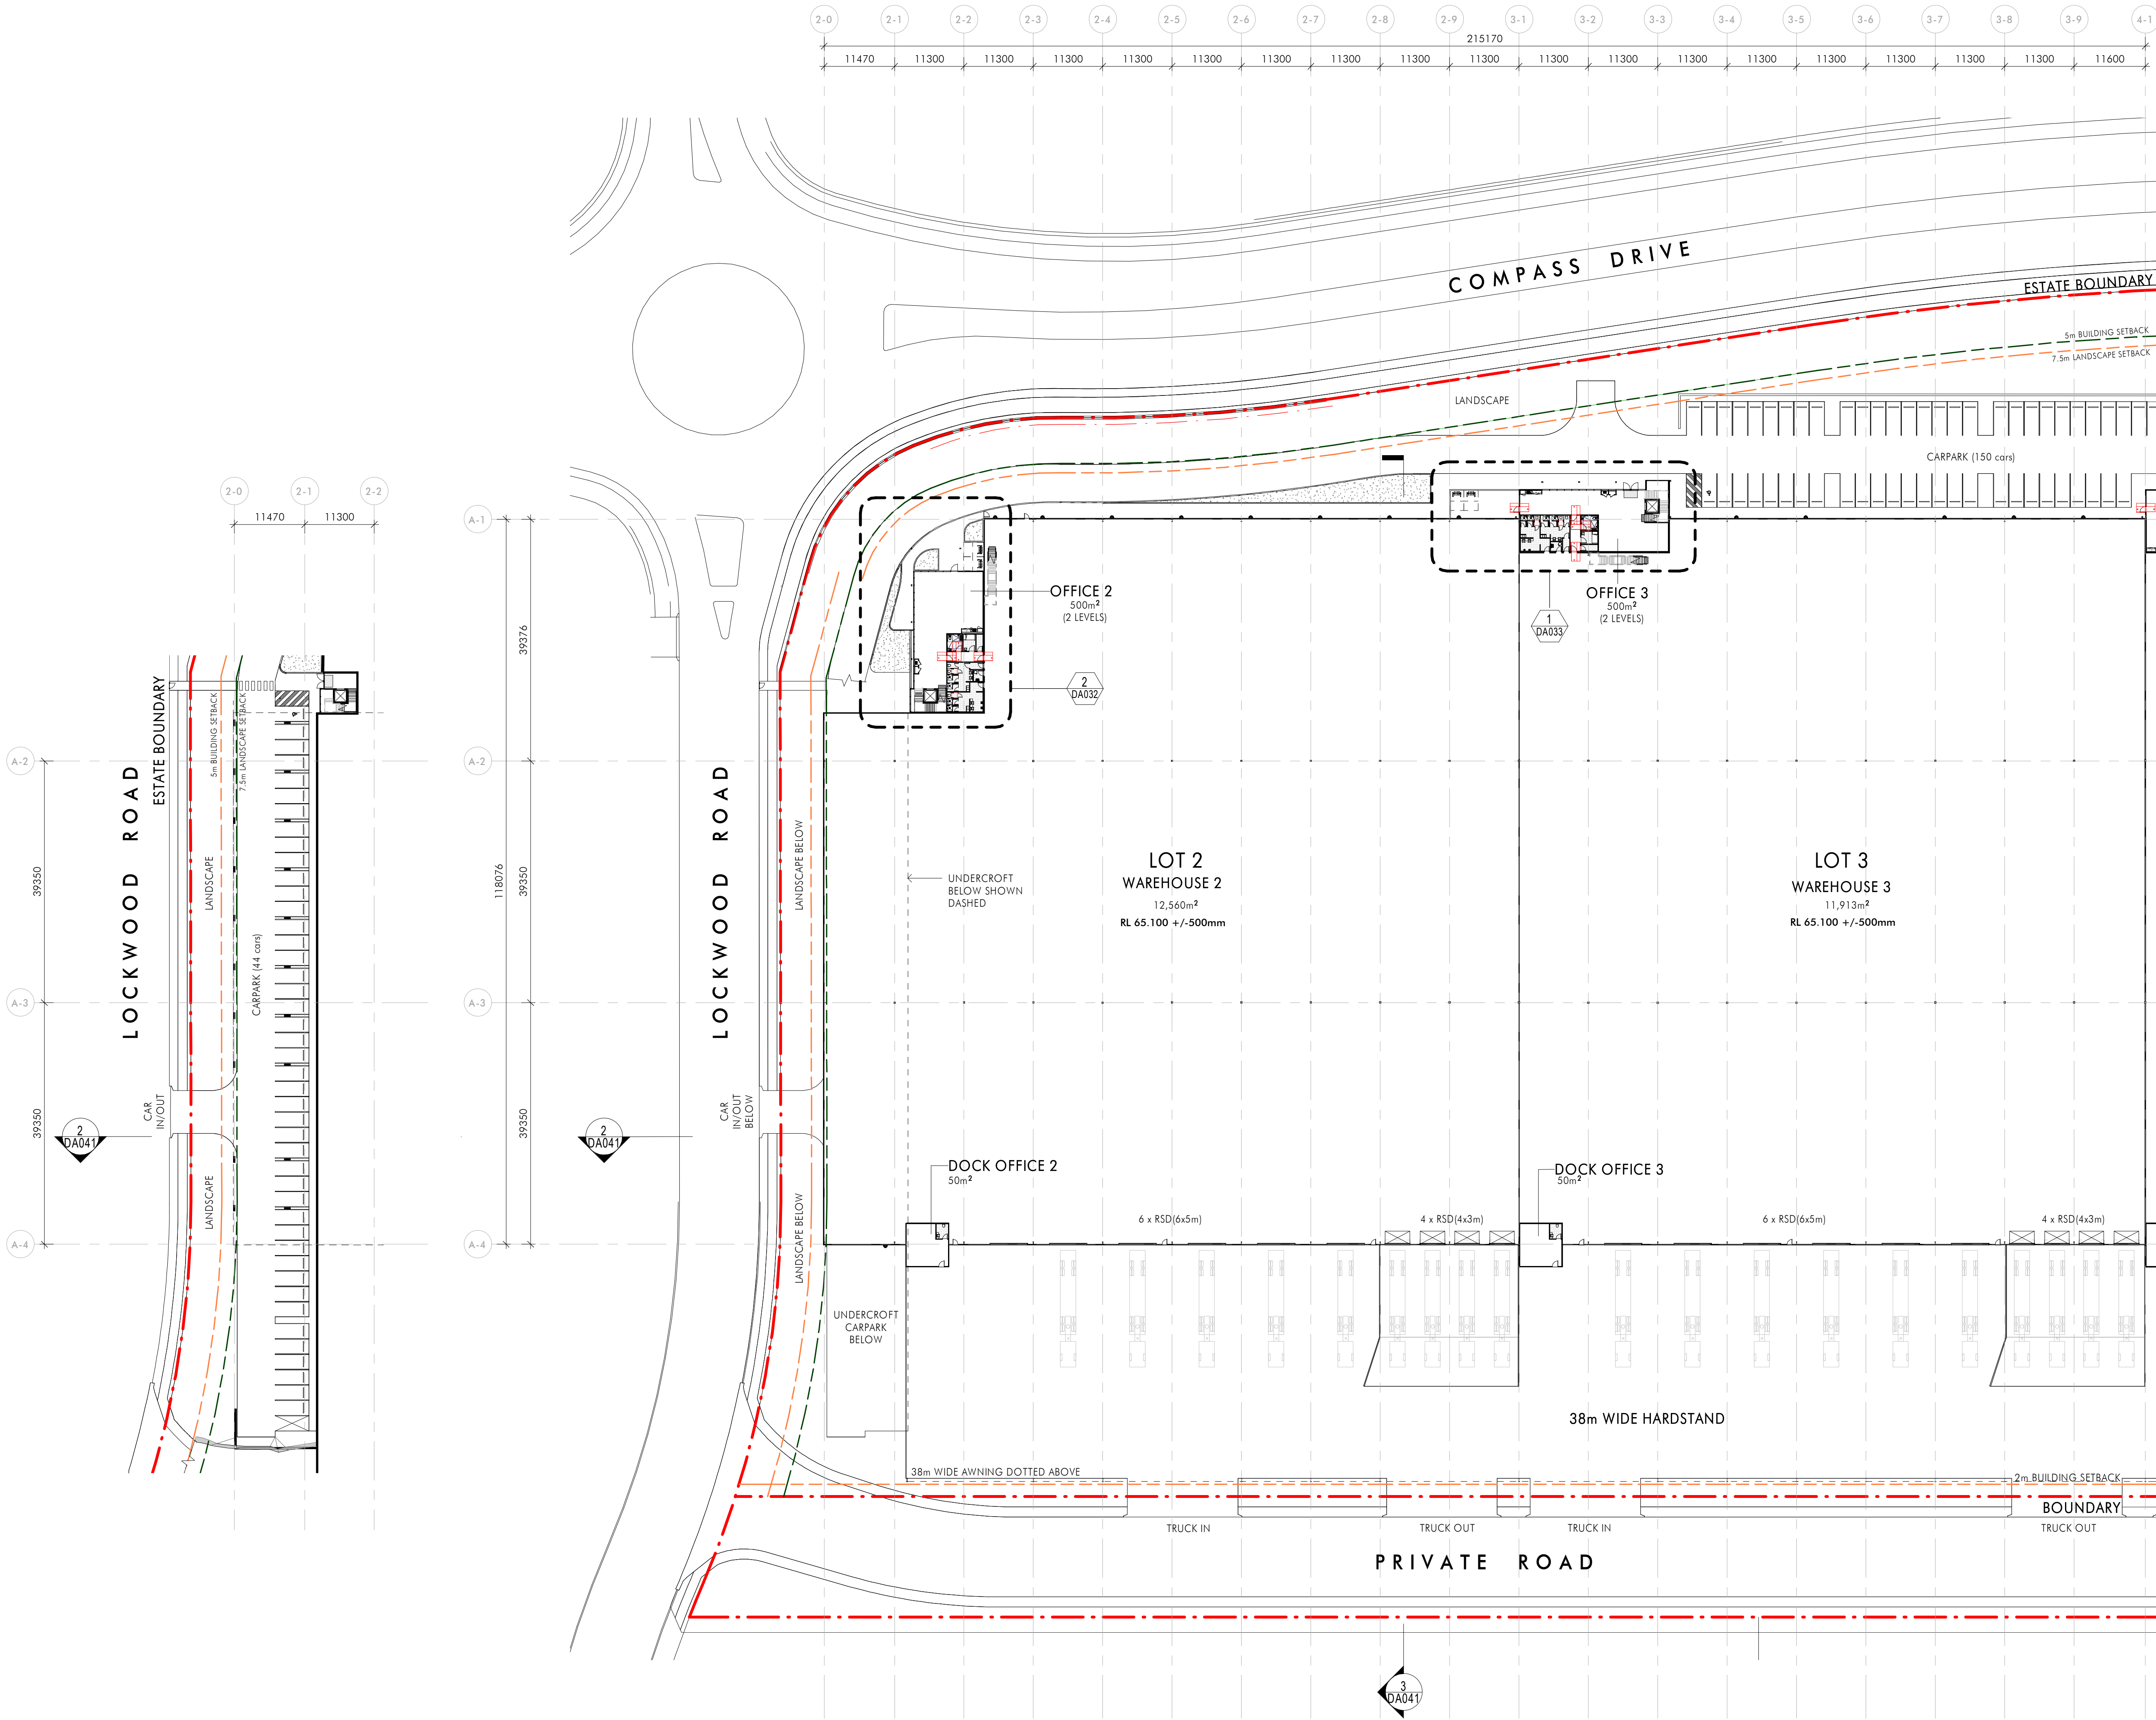 2-0 2-1 2-2 2-3 2-4 2-5 2-6 2-7 2-8 2-9 3-1 3-2 3-3 3-4 3-5 3-6 3-7 3-8 3-9 4-1
215170
11470 11300 11300 11300 11300 11300 11300 11300 11300 11300 11300 11300 11300 11300 11300 11300 11300 11300 11600
COMPASS DRIVE
ESTATE BOUNDARY
5m BUILDING SETBACK
7.5m LANDSCAPE SETBACK
LANDSCAPE
CARPARK (150 cars)
2-0 2-1 2-2
11470 11300
A-1
OFFICE 2
500m²
(2 LEVELS)
OFFICE 3
500m²
(2 LEVELS)
1
DA033
2
DA032
39376
ESTATE BOUNDARY
5m BUILDING SETBACK
7.5m LANDSCAPE SETBACK
A-2
A-2
LOCKWOOD ROAD
LANDSCAPE
CARPARK (44 cars)
39350
118076
39350
LOCKWOOD ROAD
LANDSCAPE BELOW
UNDERCROFT
BELOW SHOWN
DASHED
LOT 2
WAREHOUSE 2
12,560m²
RL 65.100 +/-500mm
LOT 3
WAREHOUSE 3
11,913m²
RL 65.100 +/-500mm
A-3
A-3
39350
39350
CAR
IN/OUT
CAR
IN/OUT
BELOW
2
DA041
2
DA041
LANDSCAPE
LANDSCAPE BELOW
DOCK OFFICE 2
50m²
DOCK OFFICE 3
50m²
6 x RSD(6x5m)
4 x RSD(4x3m)
6 x RSD(6x5m)
4 x RSD(4x3m)
A-4
A-4
UNDERCROFT
CARPARK
BELOW
38m WIDE HARDSTAND
38m WIDE AWNING DOTTED ABOVE
2m BUILDING SETBACK
BOUNDARY
TRUCK IN
TRUCK OUT
TRUCK IN
TRUCK OUT
PRIVATE ROAD
3
DA041